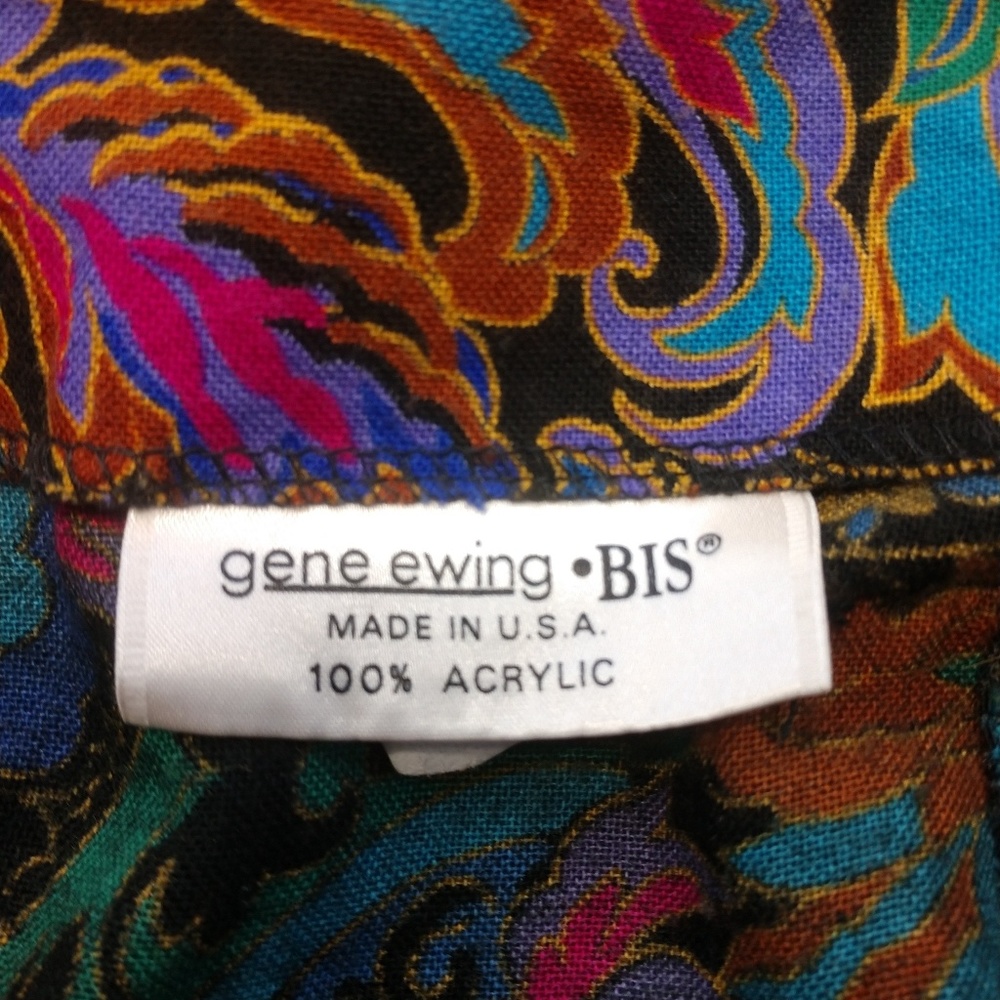 gene ewing •BIS®
MADE IN U.S.A.
100% ACRYLIC